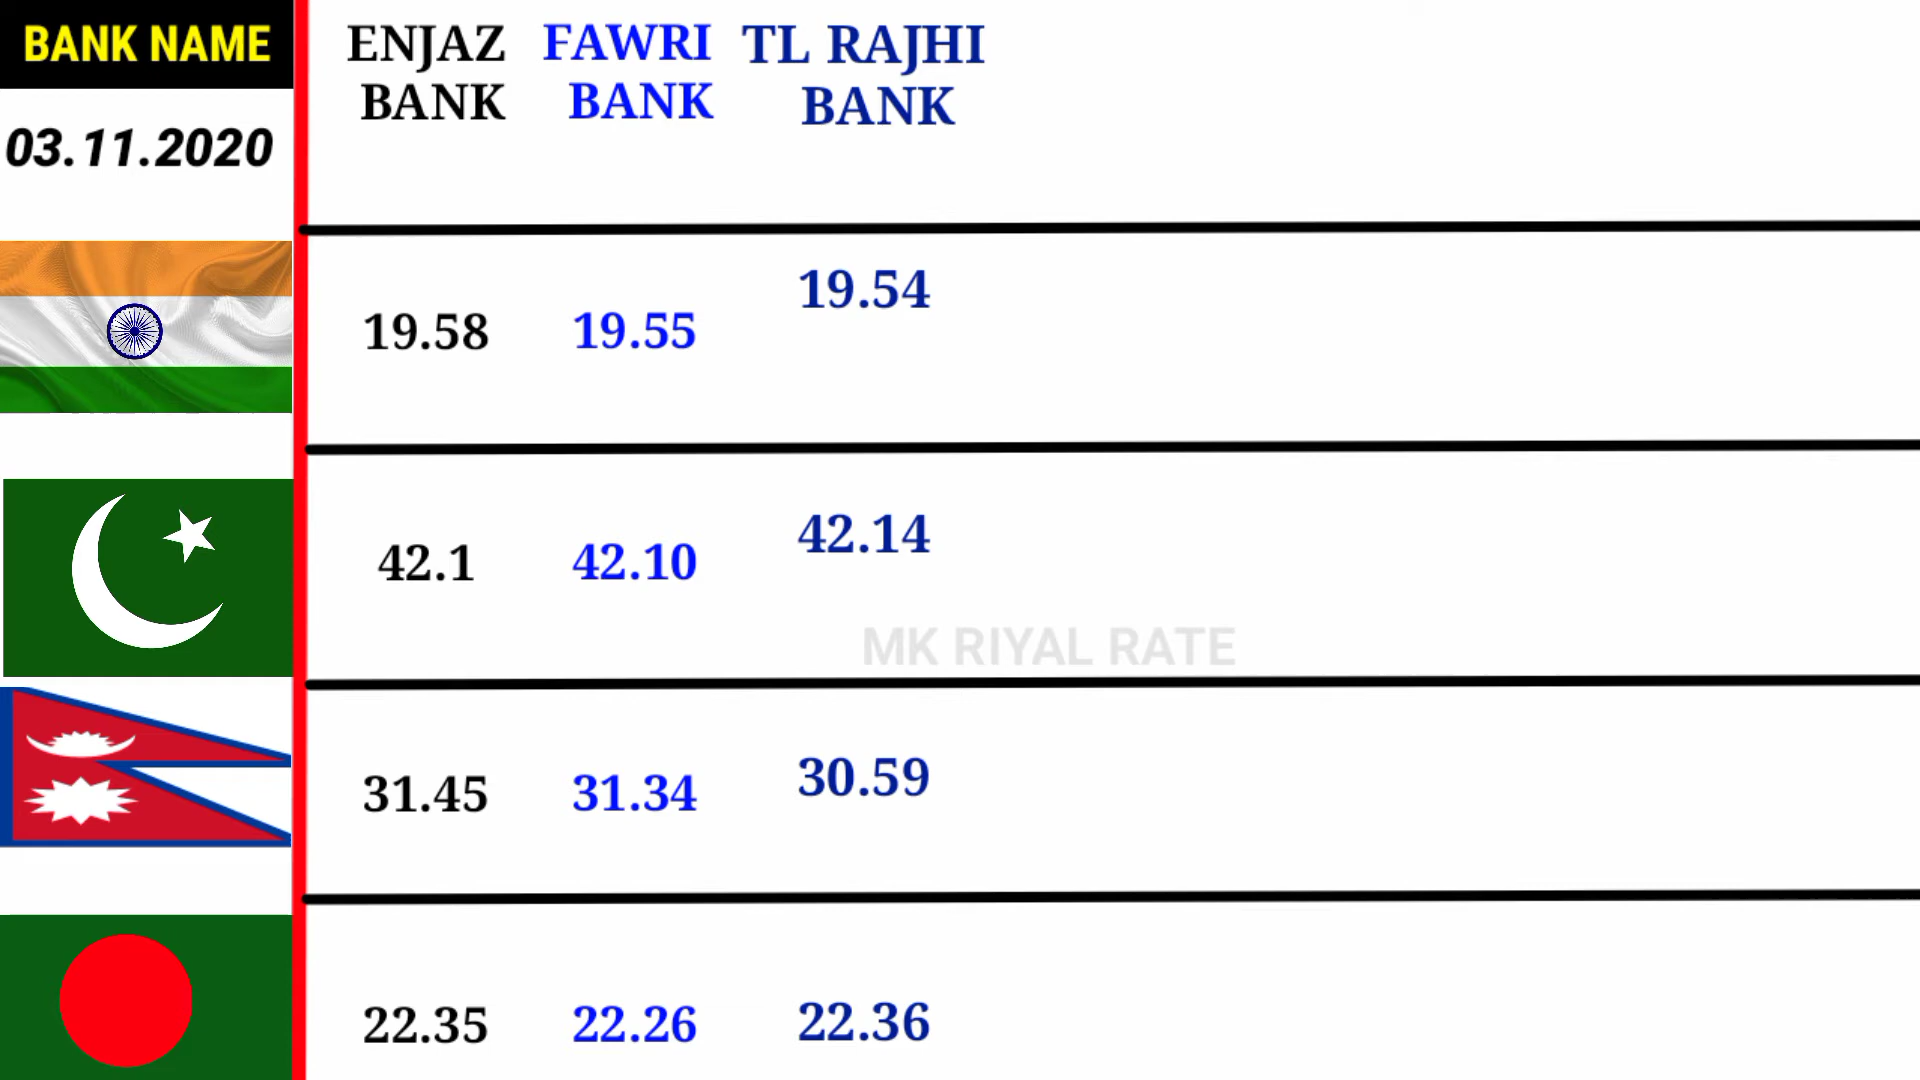 BANK NAME
ENJAZ BANK
FAWRI BANK
TL RAJHI BANK
03.11.2020
19.58 19.55 19.54
42.1 42.10 42.14
MK RIYAL RATE
31.45 31.34 30.59
22.35 22.26 22.36